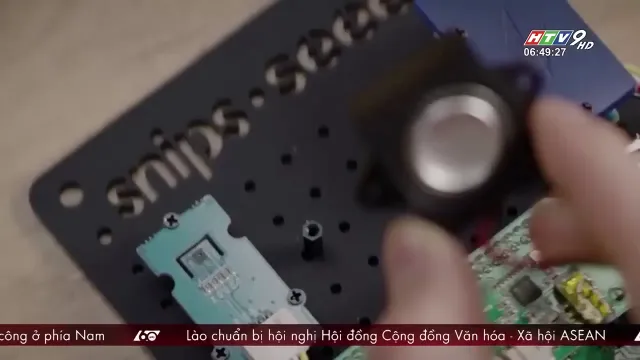 HTV9 HD
06:49:27
snips·seee
công ở phía Nam 60 Lào chuẩn bị hội nghị Hội đồng Cộng đồng Văn hóa - Xã hội ASEAN